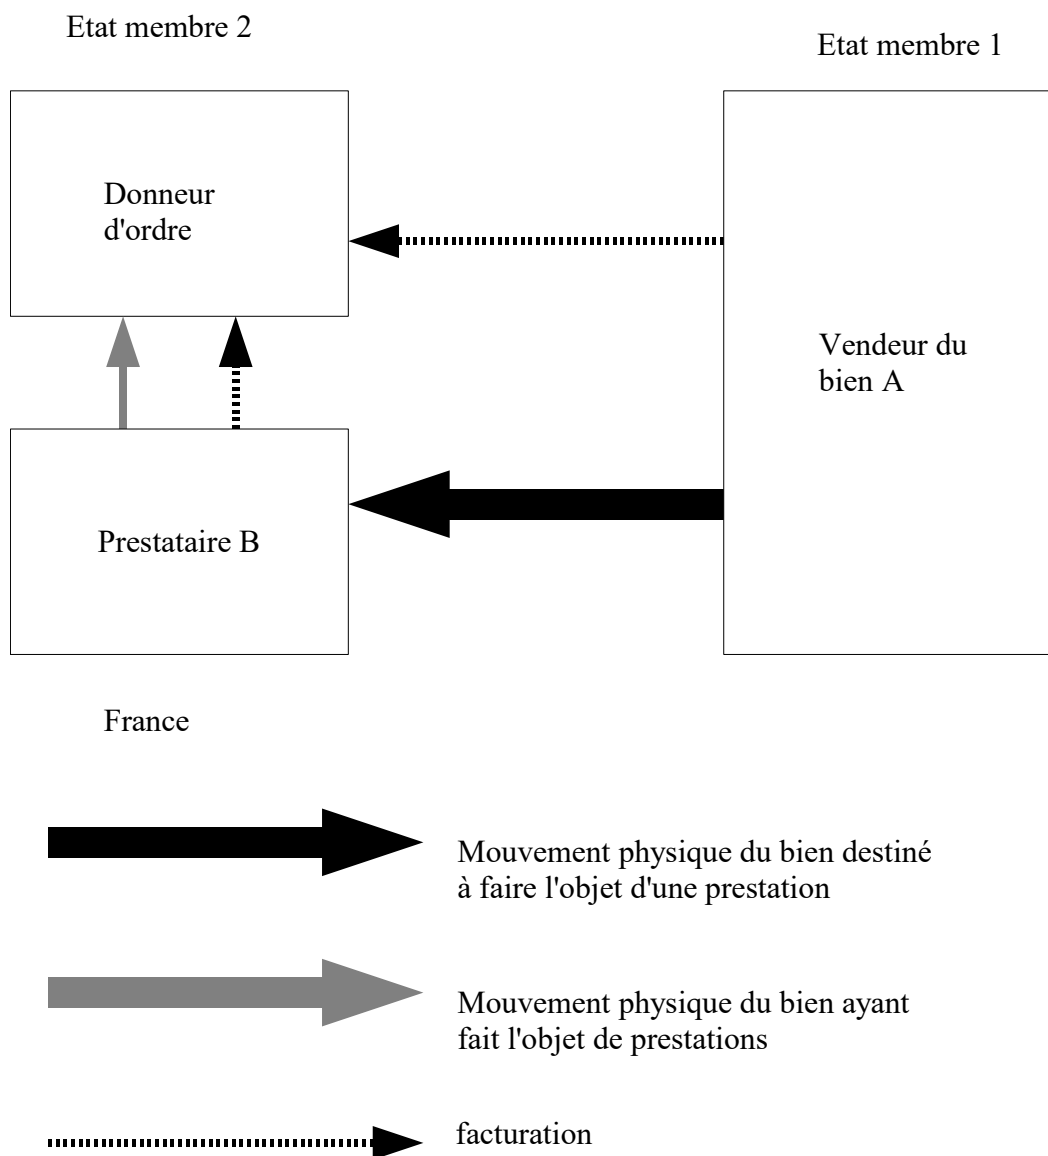 Etat membre 2
Etat membre 1
Donneur
d'ordre
Vendeur du
bien A
Prestataire B
France
Mouvement physique du bien destiné
à faire l'objet d'une prestation
Mouvement physique du bien ayant
fait l'objet de prestations
facturation